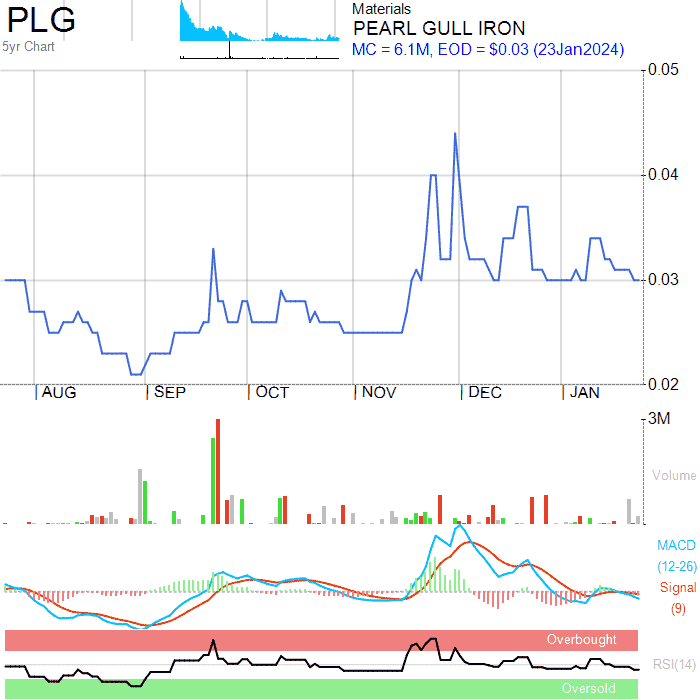 PLG
5yr Chart
Materials
PEARL GULL IRON
MC = 6.1M, EOD = $0.03 (23Jan2024)
0.05
0.04
0.03
0.02
AUG SEP OCT NOV DEC JAN
3M
Volume
MACD
(12-26)
Signal
(9)
Overbought
RSI(14)
Oversold